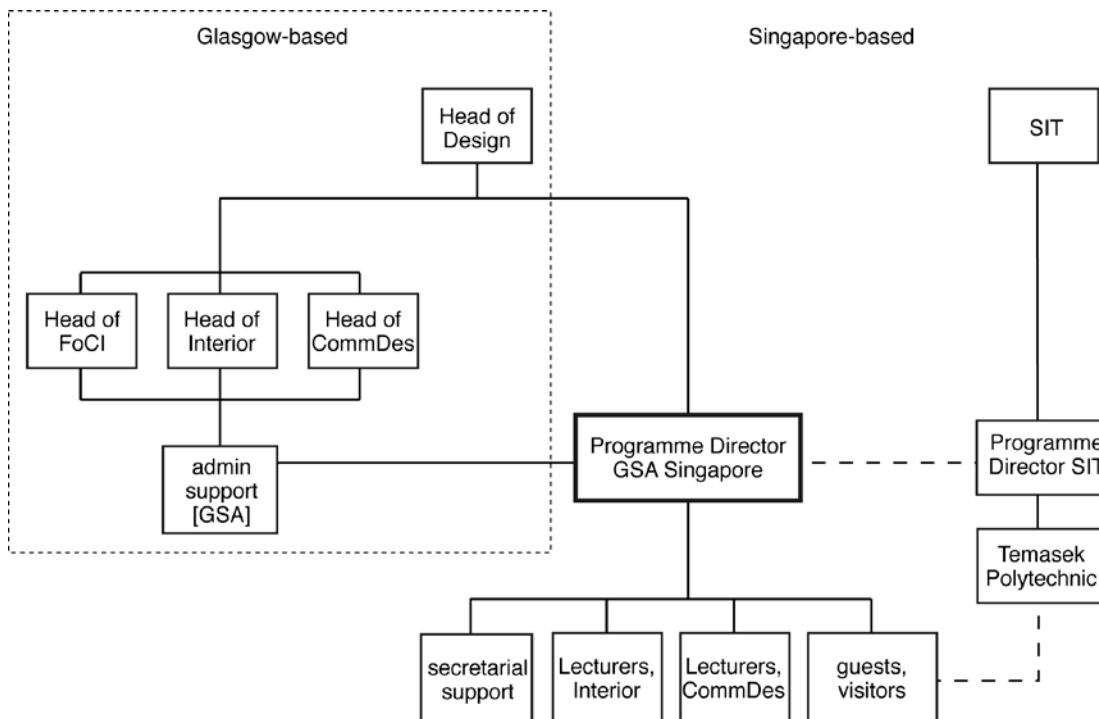 Glasgow-based
Singapore-based
Head of
Design
SIT
Head of
FoCI
Head of
Interior
Head of
CommDes
Programme Director
GSA Singapore
Programme
Director SIT
admin
support
[GSA]
Temasek
Polytechnic
secretarial
support
Lecturers,
Interior
Lecturers,
CommDes
guests,
visitors